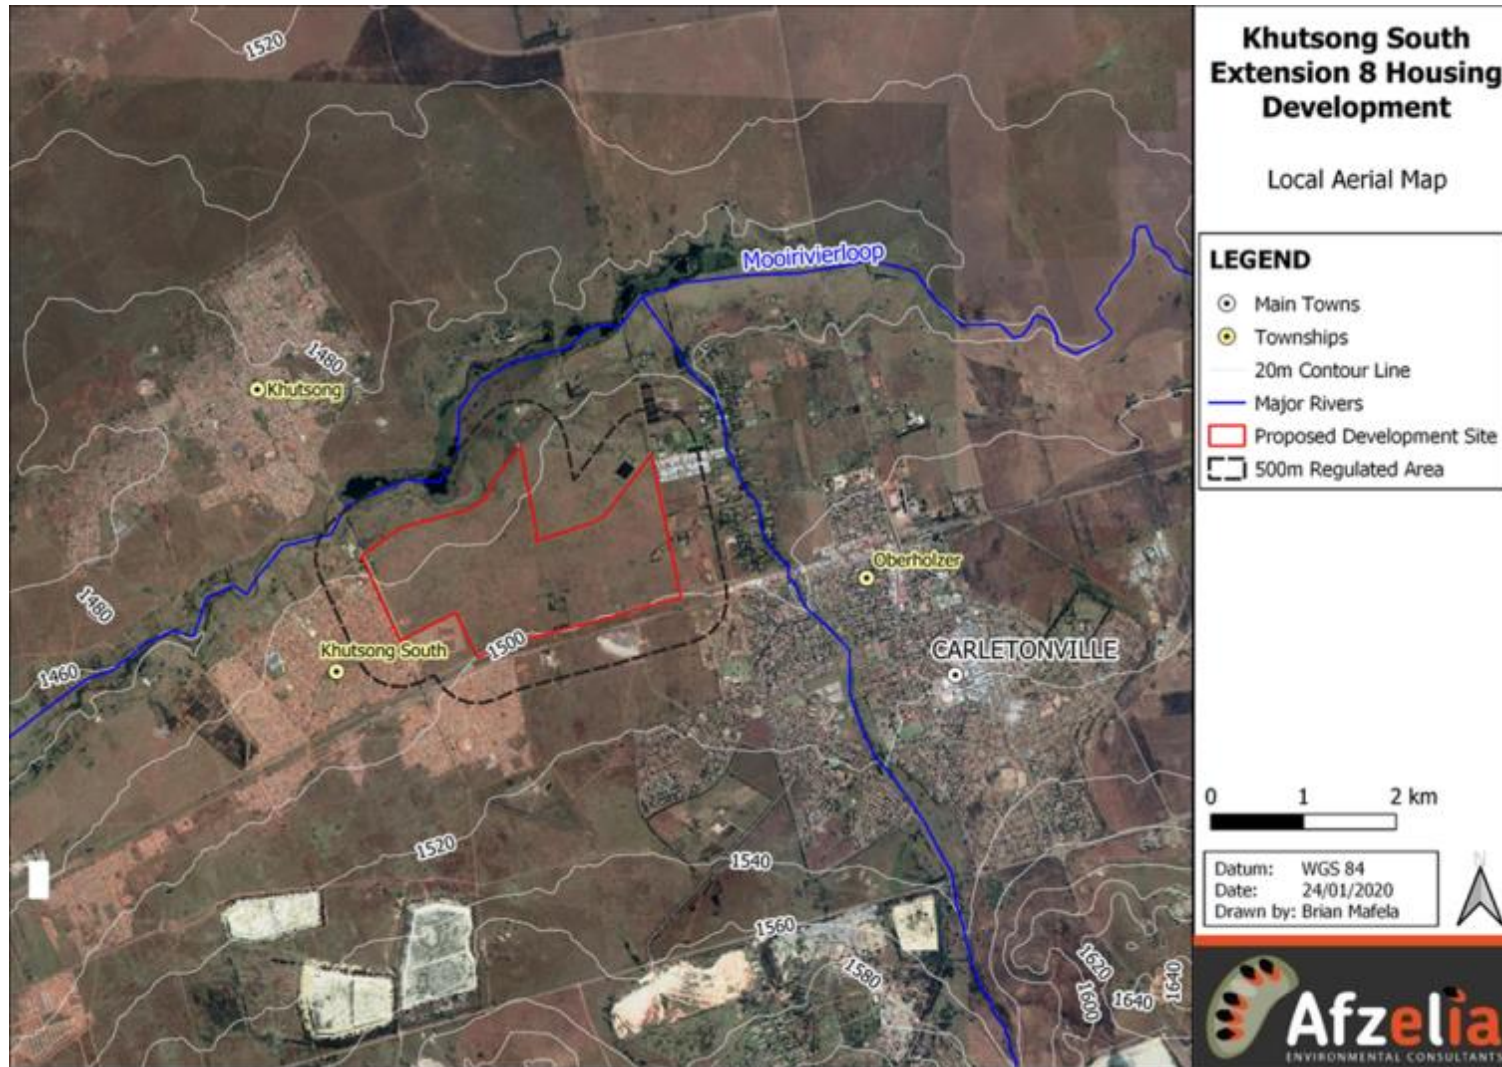 Khutsong South
Extension 8 Housing
Development
Local Aerial Map
LEGEND
Main Towns
Townships
20m Contour Line
Major Rivers
Proposed Development Site
500m Regulated Area
0 1 2 km
Datum: WGS 84
Date: 24/01/2020
Drawn by: Brian Mafela
N
Afzelia
ENVIRONMENTAL CONSULTANTS
1520
Mooirivierloop
1480
Khutsong
Oberholzer
1480
1500
Khutsong South
CARLETONVILLE
1460
1520
1540
1560
1580
1620
1600
1640
1640